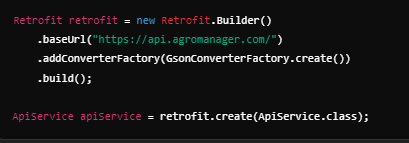 Retrofit retrofit = new Retrofit.Builder()
    .baseUrl("https://api.agromanager.com/")
    .addConverterFactory(GsonConverterFactory.create())
    .build();

ApiService apiService = retrofit.create(ApiService.class);